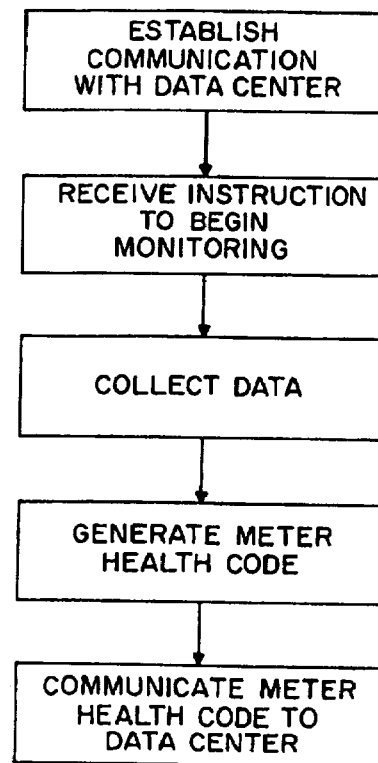 ESTABLISH
COMMUNICATION
WITH DATA CENTER
RECEIVE INSTRUCTION
TO BEGIN
MONITORING
COLLECT DATA
GENERATE METER
HEALTH CODE
COMMUNICATE METER
HEALTH CODE TO
DATA CENTER